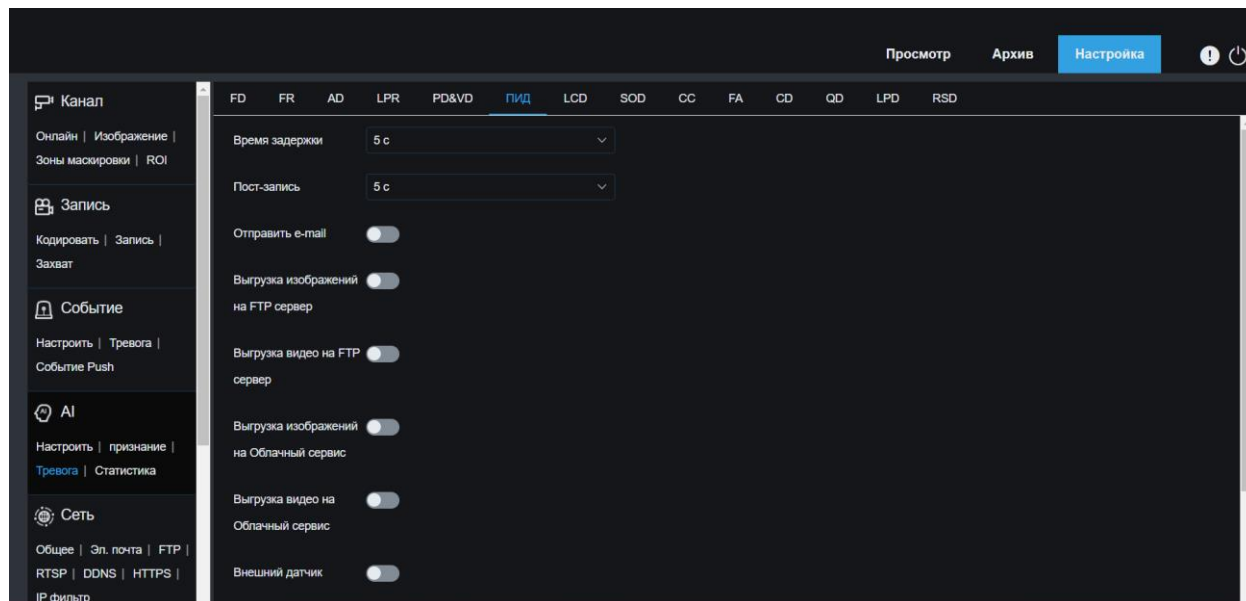 Просмотр Архив Настройка
Канал
Онлайн | Изображение |
Зоны маскировки | ROI
Запись
Кодировать | Запись |
Захват
Событие
Настроить | Тревога |
Событие Push
AI
Настроить | признание |
Тревога | Статистика
Сеть
Общее | Эл. почта | FTP |
RTSP | DDNS | HTTPS |
IP фильтр
FD FR AD LPR PD&VD ПИД LCD SOD CC FA CD QD LPD RSD
Время задержки 5 с
Пост-запись 5 с
Отправить e-mail
Выгрузка изображений
на FTP сервер
Выгрузка видео на FTP
сервер
Выгрузка изображений
на Облачный сервис
Выгрузка видео на
Облачный сервис
Внешний датчик